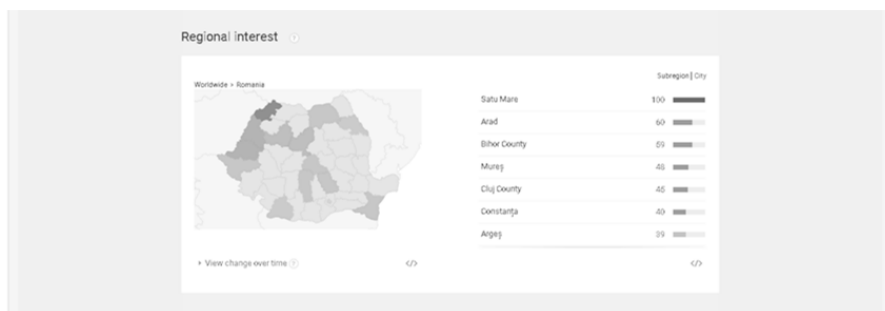 Regional interest
Worldwide > Romania
Subregion | City
Satu Mare 100
Arad 60
Bihor County 59
Mureș 46
Cluj County 46
Constanța 40
Argeș 39
View change over time
</>
</>